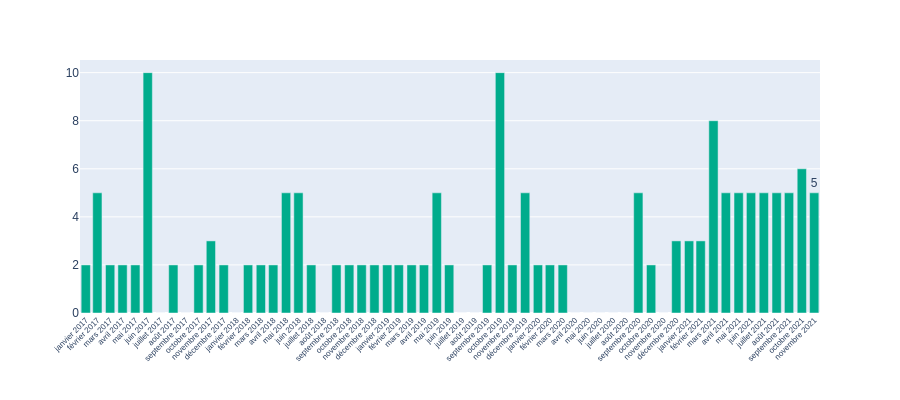 10
8
6
4
2
0
5
janvier 2017
février 2017
mars 2017
avril 2017
mai 2017
juin 2017
juillet 2017
août 2017
septembre 2017
octobre 2017
novembre 2017
décembre 2017
janvier 2018
février 2018
mars 2018
avril 2018
mai 2018
juin 2018
juillet 2018
août 2018
septembre 2018
octobre 2018
novembre 2018
décembre 2018
janvier 2019
février 2019
mars 2019
avril 2019
mai 2019
juin 2019
juillet 2019
août 2019
septembre 2019
octobre 2019
novembre 2019
décembre 2019
janvier 2020
février 2020
mars 2020
avril 2020
mai 2020
juin 2020
juillet 2020
août 2020
septembre 2020
octobre 2020
novembre 2020
décembre 2020
janvier 2021
février 2021
mars 2021
avril 2021
mai 2021
juin 2021
juillet 2021
août 2021
septembre 2021
octobre 2021
novembre 2021